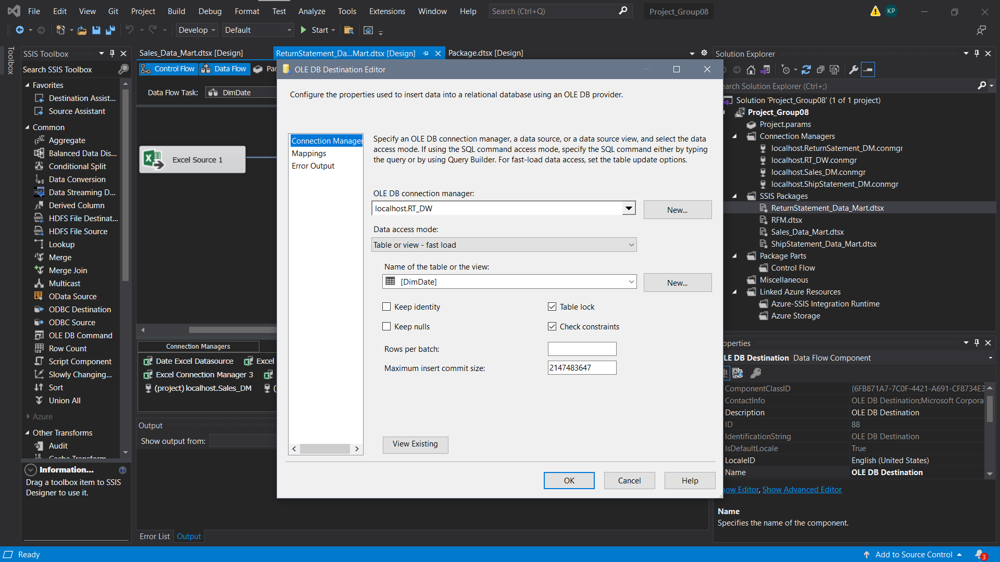 File Edit View Git Project Build Debug Format Test Analyze Tools Extensions Window Help Search (Ctrl+Q) Project_Group08 KP
Develop Default Start
Toolbox
SSIS Toolbox
Search SSIS Toolbox
Favorites
Destination Assist...
Source Assistant
Common
Aggregate
Balanced Data Dis...
Conditional Split
Data Conversion
Data Streaming D...
Derived Column
HDFS File Destinat...
HDFS File Source
Lookup
Merge
Merge Join
Multicast
OData Source
ODBC Destination
ODBC Source
OLE DB Command
Row Count
Script Component
Slowly Changing...
Sort
Union All
Azure
Other Transforms
Audit
Cache Transform
Information...
Drag a toolbox item to SSIS
Designer to use it.
Sales_Data_Mart.dtsx [Design] ReturnStatement_Da...Mart.dtsx [Design] Package.dtsx [Design]
Control Flow Data Flow Par
Data Flow Task: DimDate
Excel Source 1
Connection Managers
Date Excel Datasource Excel
Excel Connection Manager 3
(project) localhost.Sales_DM (
Output
Show output from:
Error List Output
OLE DB Destination Editor
Configure the properties used to insert data into a relational database using an OLE DB provider.
Connection Manager
Mappings
Error Output
Specify an OLE DB connection manager, a data source, or a data source view, and select the data
access mode. If using the SQL command access mode, specify the SQL command either by typing
the query or by using Query Builder. For fast-load data access, set the table update options.
OLE DB connection manager:
localhost.RT_DW New...
Data access mode:
Table or view - fast load
Name of the table or the view:
[DimDate] New...
Keep identity Table lock
Keep nulls Check constraints
Rows per batch:
Maximum insert commit size: 2147483647
View Existing
OK Cancel Help
Solution Explorer
earch Solution Explorer (Ctrl+;)
Solution 'Project_Group08' (1 of 1 project)
Project_Group08
Project.params
Connection Managers
localhost.ReturnSatement_DM.conmgr
localhost.RT_DW.conmgr
localhost.Sales_DM.conmgr
localhost.ShipStatement_DM.conmgr
SSIS Packages
ReturnStatement_Data_Mart.dtsx
RFM.dtsx
Sales_Data_Mart.dtsx
ShipStatement_Data_Mart.dtsx
Package Parts
Control Flow
Miscellaneous
Linked Azure Resources
Azure-SSIS Integration Runtime
Azure Storage
operties
LE DB Destination Data Flow Component
ComponentClassID {6FB871A7-7C0F-4421-A691-CF8734E3
ContactInfo OLE DB Destination;Microsoft Corpora
Description OLE DB Destination
ID 88
IdentificationString OLE DB Destination
IsDefaultLocale True
LocaleID English (United States)
Name OLE DB Destination
how Editor, Show Advanced Editor
Name
Specifies the name of the component.
Ready Add to Source Control 3